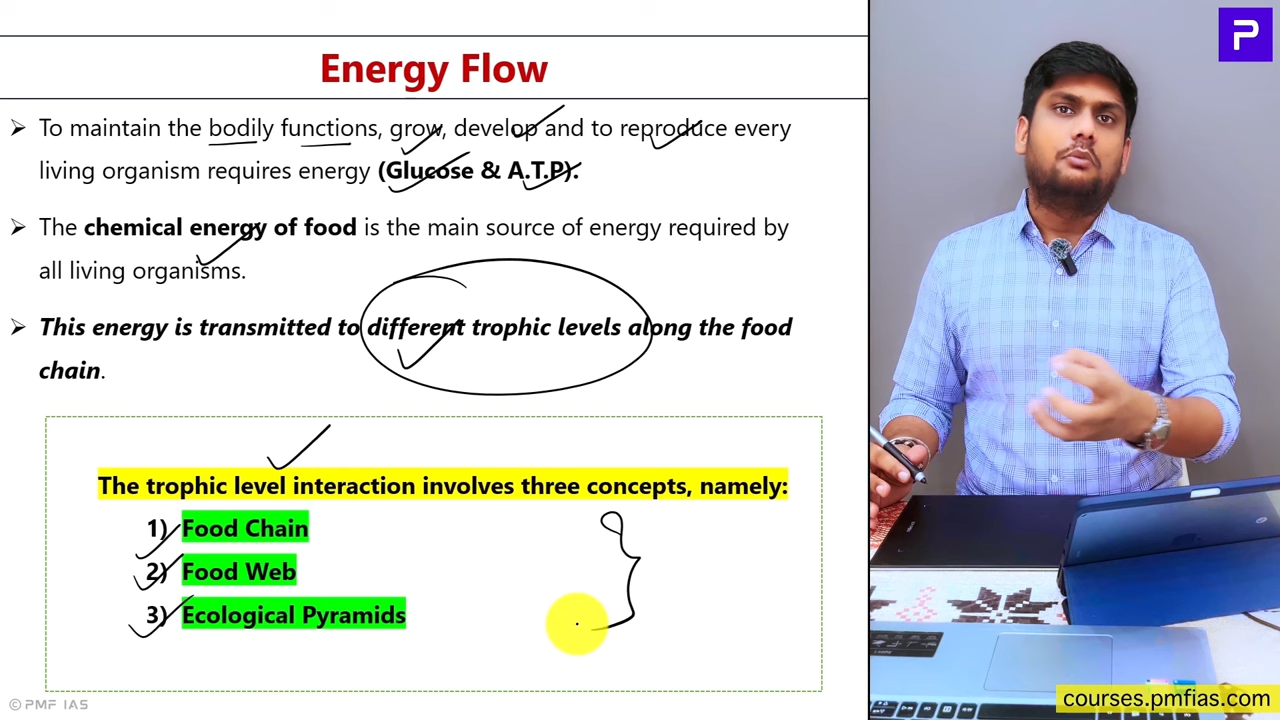 Energy Flow
➢ To maintain the bodily functions, grow, develop and to reproduce every
living organism requires energy (Glucose & A.T.P).
➢ The chemical energy of food is the main source of energy required by
all living organisms.
➢ This energy is transmitted to different trophic levels along the food
chain.
The trophic level interaction involves three concepts, namely:
1) Food Chain
2) Food Web
3) Ecological Pyramids
© PMF IAS
P
courses.pmfias.com